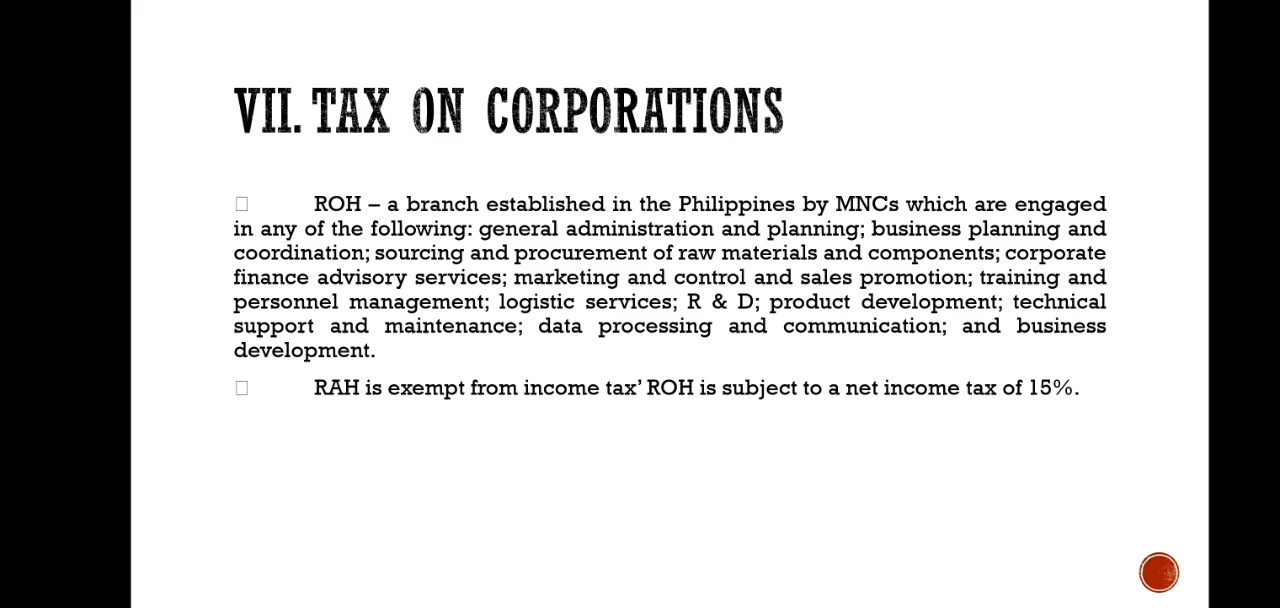 VII. TAX ON CORPORATIONS
ROH – a branch established in the Philippines by MNCs which are engaged
in any of the following: general administration and planning; business planning and
coordination; sourcing and procurement of raw materials and components; corporate
finance advisory services; marketing and control and sales promotion; training and
personnel management; logistic services; R & D; product development; technical
support and maintenance; data processing and communication; and business
development.
RAH is exempt from income tax’ ROH is subject to a net income tax of 15%.